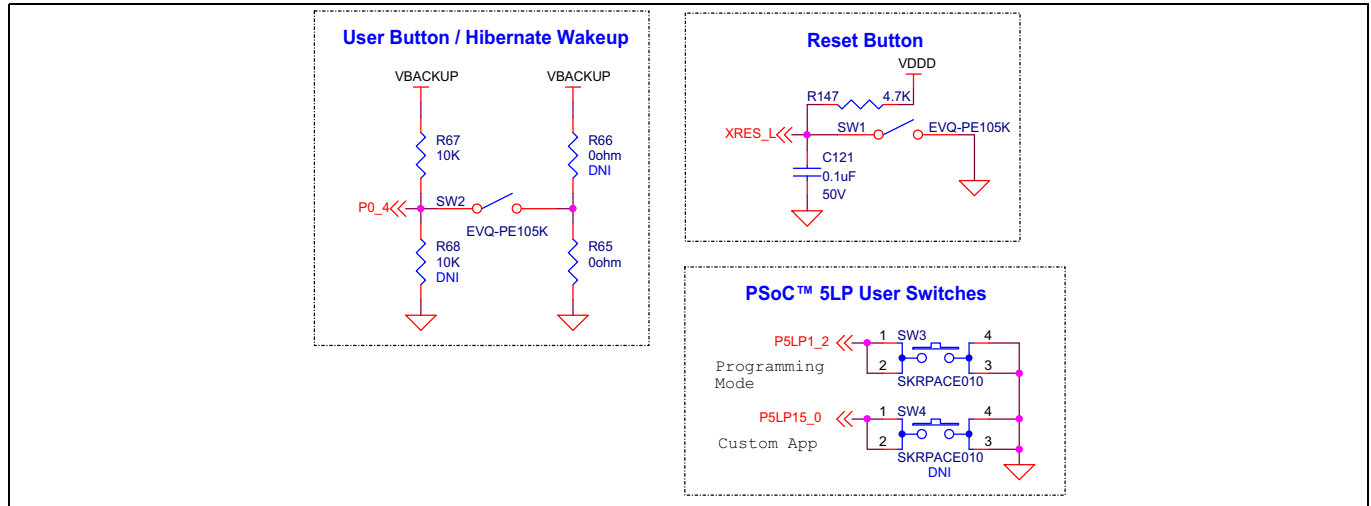 User Button / Hibernate Wakeup
VBACKUP
VBACKUP
R67
10K
R66
0ohm
DNI
P0_4
SW2
EVQ-PE105K
R68
10K
DNI
R65
0ohm
Reset Button
VDDD
R147
4.7K
XRES_L
SW1
EVQ-PE105K
C121
0.1uF
50V
PSoC™ 5LP User Switches
P5LP1_2
1
SW3
4
Programming
Mode
2
3
SKRPACE010
P5LP15_0
1
SW4
4
Custom App
2
3
SKRPACE010
DNI